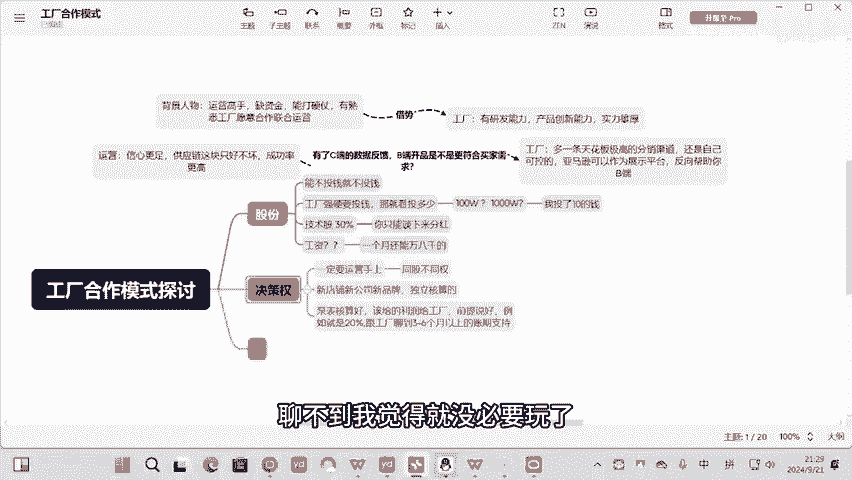 工厂合作模式
主题
子主题
联系
概要
外框
标记
插入
ZEN
演说
格式
升级至 Pro
背景人物：运营高手，缺资金，能打硬仗，有熟
悉工厂愿意合作联合运营
借势
工厂：有研发能力，产品创新能力，实力雄厚
运营：信心更足，供应链这块只好不坏，成功率
更高
有了C端的数据反馈，B端开品是不是更符合买家需
求？
工厂：多一条天花板极高的分销渠道，还是自己
可控的，亚马逊可以作为展示平台，反向帮助你
B端
股份
能不投钱就不投钱
工厂强硬要投钱，那就看投多少
100W？ 1000W？
我投了10的钱
技术股 30%
你只能谈下来分红
工资？？
一个月还能万八千的
工厂合作模式探讨
决策权
一定要运营手上
同股不同权
新店铺新公司新品牌，独立核算的
报表核算好，该给的利润给工厂，前提说好，例
如就是20%,跟工厂聊到3-6个月以上的账期支持
聊不到我觉得就没必要玩了
主题: 1 / 20
100%
大纲
中
拼
21:29
2024/9/21